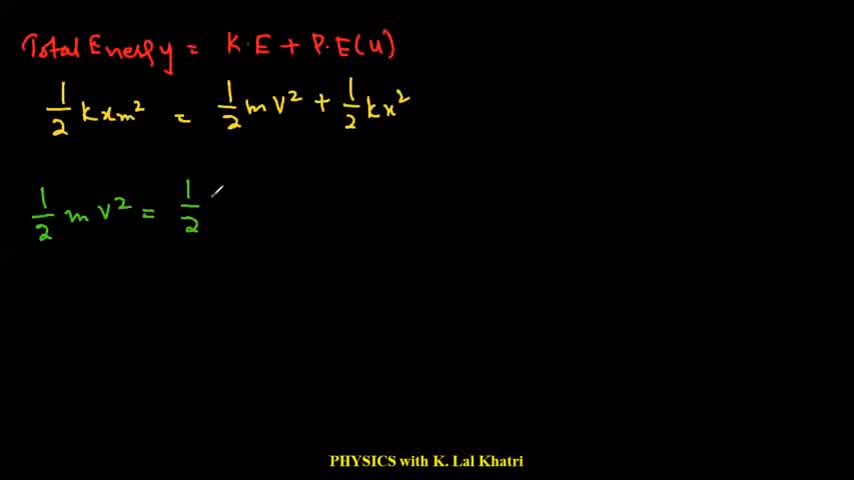 Total Energy = K.E + P.E(U)
1/2 kxm² = 1/2 mv² + 1/2 kx²
1/2 mv² = 1/2
PHYSICS with K. Lal Khatri